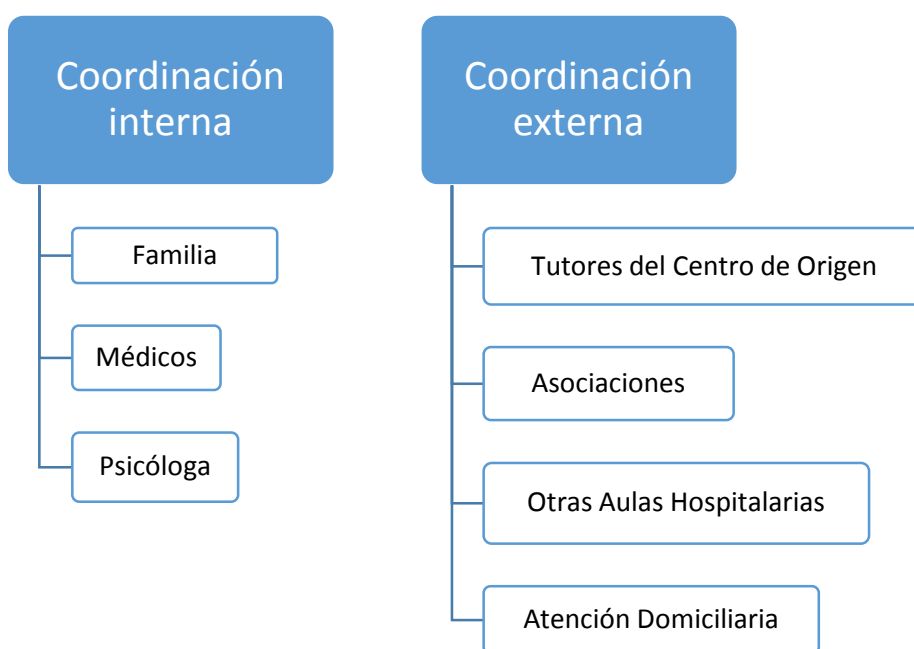 Coordinación
interna
Familia
Médicos
Psicóloga
Coordinación
externa
Tutores del Centro de Origen
Asociaciones
Otras Aulas Hospitalarias
Atención Domiciliaria